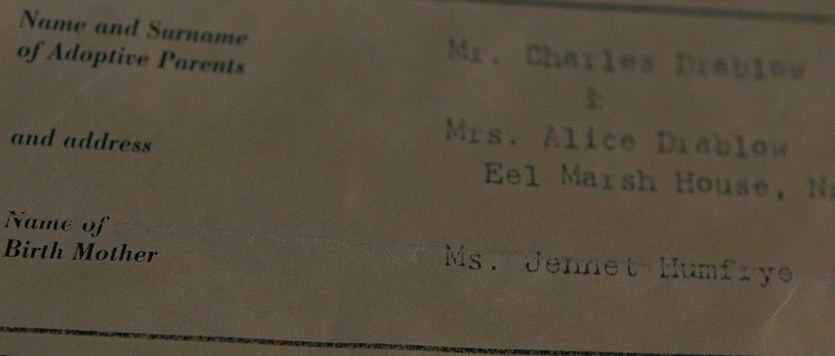 Name and Surname
of Adoptive Parents
Mr. Charles Drablow
&
and address
Mrs. Alice Drablow
Eel Marsh House,
Name of
Birth Mother
Ms. Jennet Humfrye